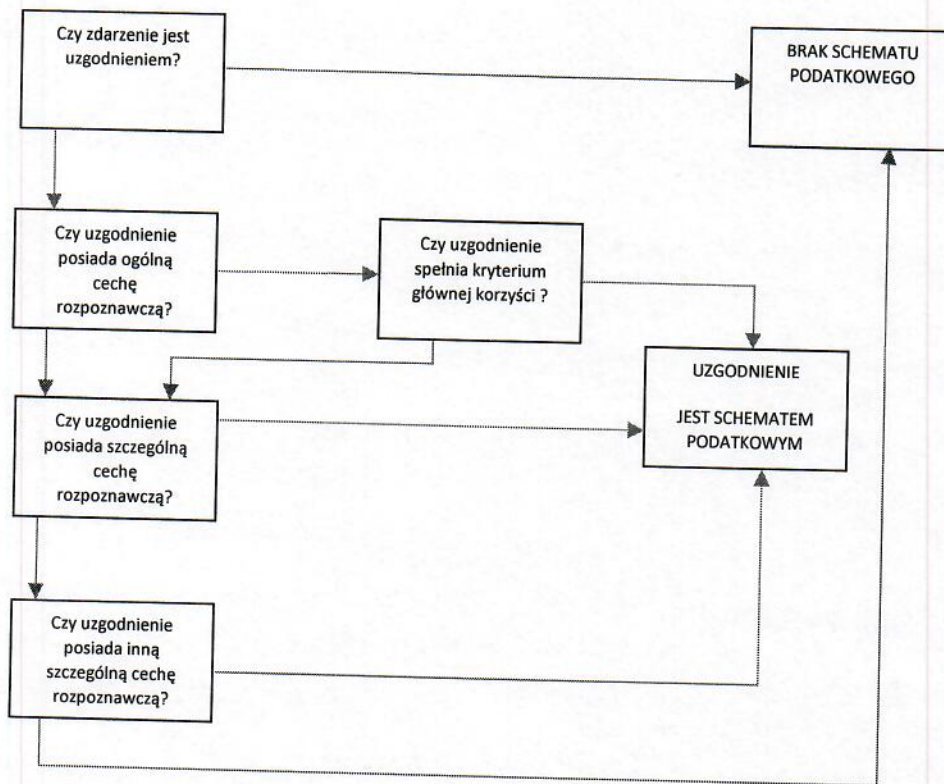 Czy zdarzenie jest
uzgodnieniem?
BRAK SCHEMATU
PODATKOWEGO
Czy uzgodnienie
posiada ogólną
cechę
rozpoznawczą?
Czy uzgodnienie
spełnia kryterium
głównej korzyści ?
UZGODNIENIE
JEST SCHEMATEM
PODATKOWYM
Czy uzgodnienie
posiada szczególną
cechę
rozpoznawczą?
Czy uzgodnienie
posiada inną
szczególną cechę
rozpoznawczą?